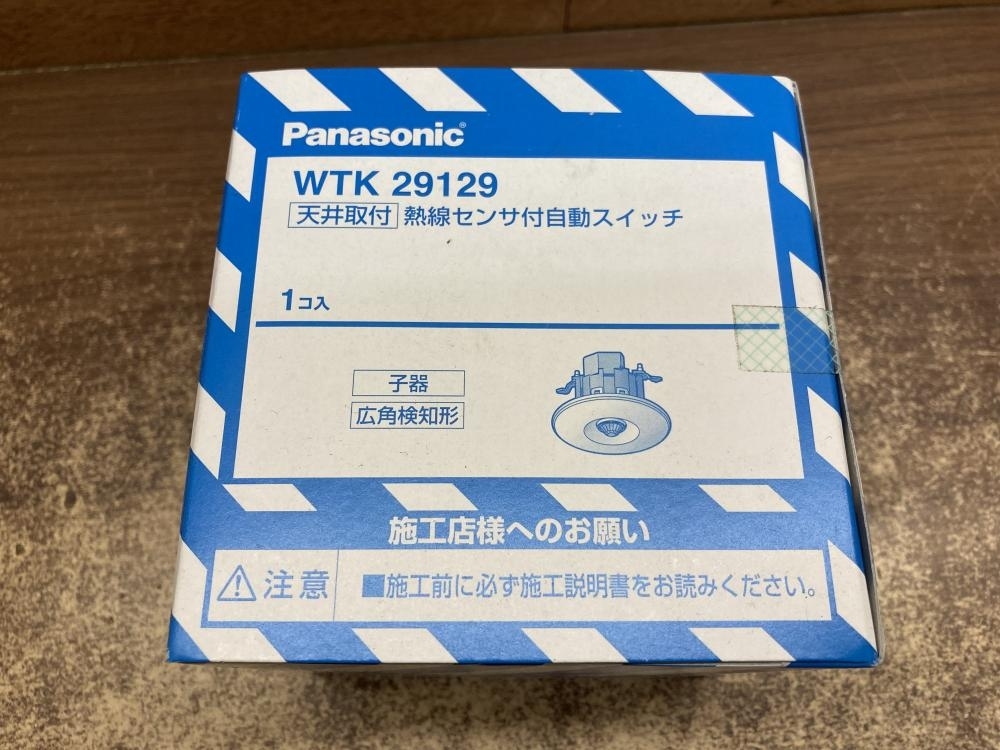 Panasonic®
WTK 29129
天井取付 熱線センサ付自動スイッチ
1コ入
子器
広角検知形
施工店様へのお願い
注意 ■施工前に必ず施工説明書をお読みください。